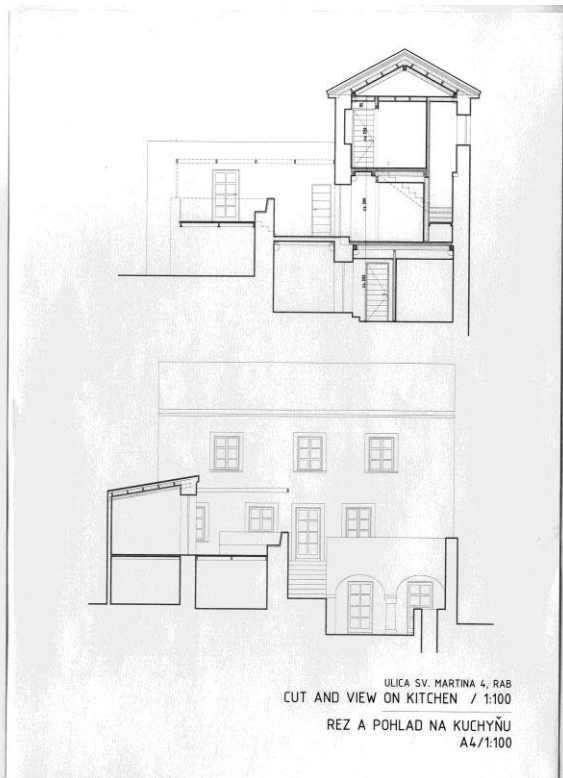 ULICA SV. MARTINA 4, RAB
CUT AND VIEW ON KITCHEN / 1:100
REZ A POHLAD NA KUCHYŇU
A4/1:100